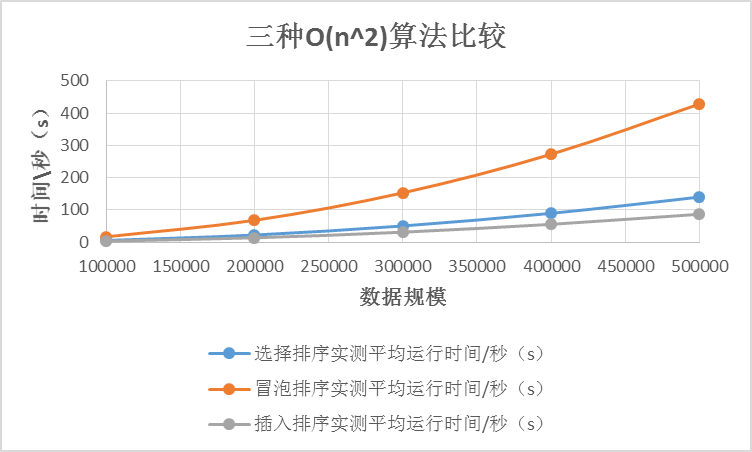 三种O(n^2)算法比较
500
400
300
200
100
0
时间\秒（s）
100000 150000 200000 250000 300000 350000 400000 450000 500000
数据规模
选择排序实测平均运行时间/秒（s）
冒泡排序实测平均运行时间/秒（s）
插入排序实测平均运行时间/秒（s）